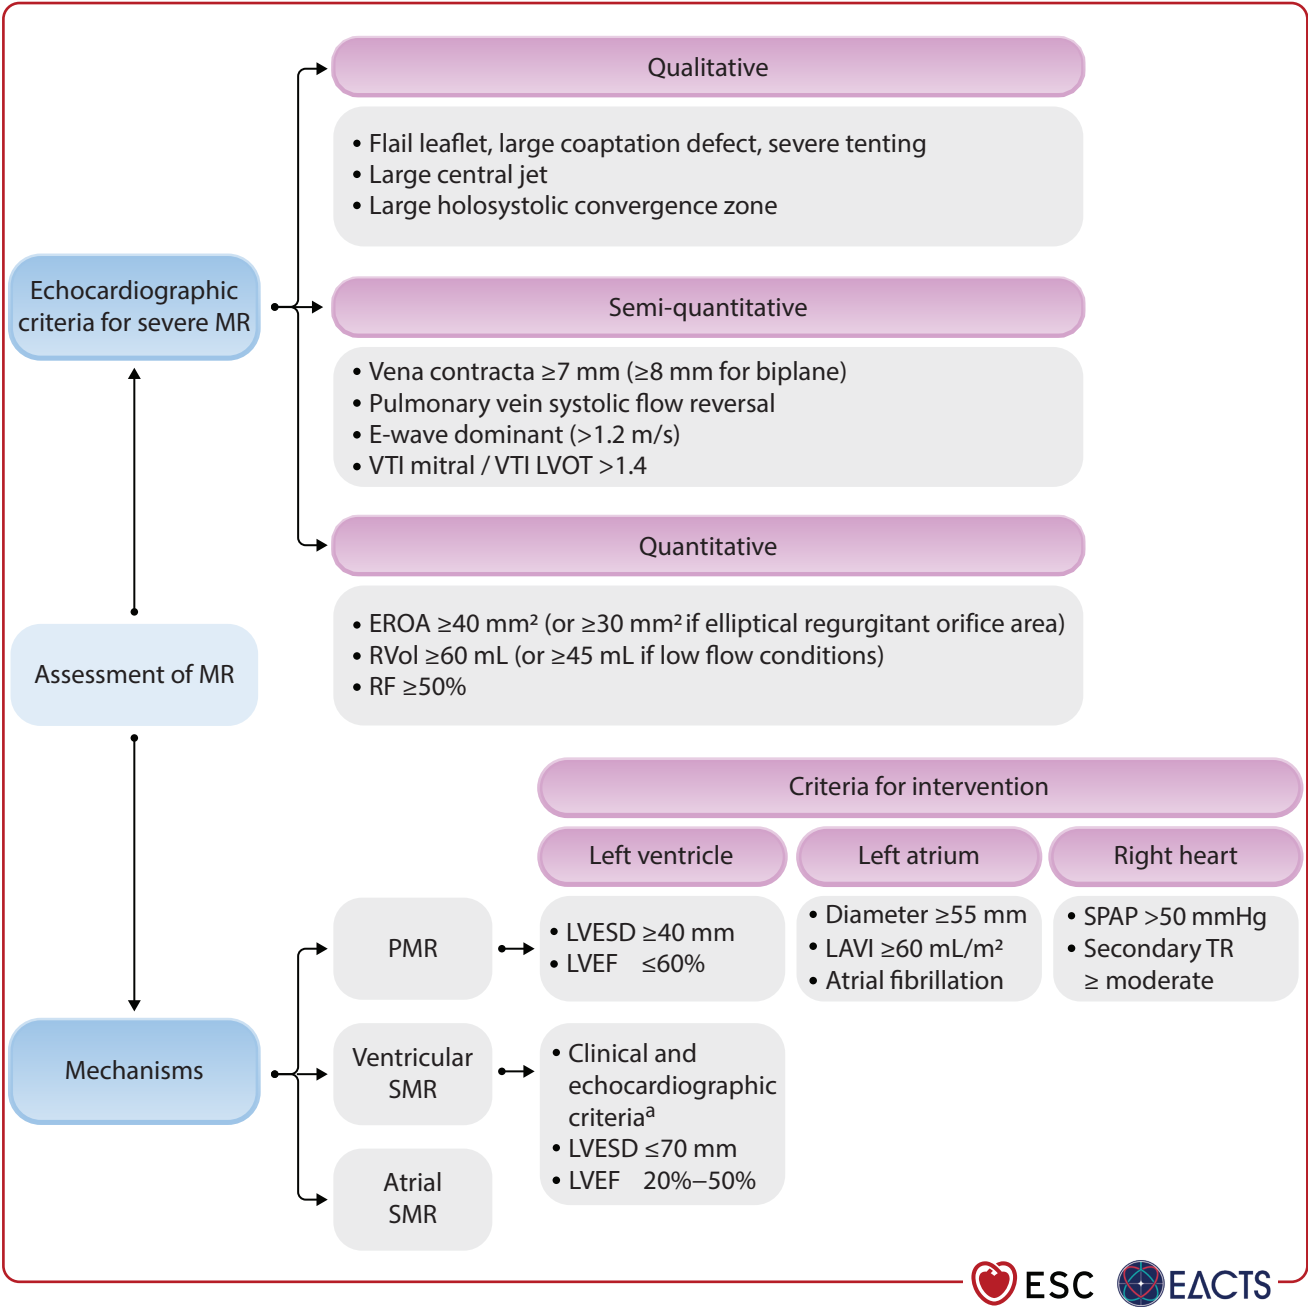 Qualitative
• Flail leaflet, large coaptation defect, severe tenting
• Large central jet
• Large holosystolic convergence zone
Echocardiographic
criteria for severe MR
Semi-quantitative
• Vena contracta ≥7 mm (≥8 mm for biplane)
• Pulmonary vein systolic flow reversal
• E-wave dominant (>1.2 m/s)
• VTI mitral / VTI LVOT >1.4
Quantitative
• EROA ≥40 mm² (or ≥30 mm² if elliptical regurgitant orifice area)
• RVol ≥60 mL (or ≥45 mL if low flow conditions)
• RF ≥50%
Assessment of MR
Criteria for intervention
Left ventricle
Left atrium
Right heart
PMR
• LVESD ≥40 mm
• LVEF ≤60%
• Diameter ≥55 mm
• LAVI ≥60 mL/m²
• Atrial fibrillation
• SPAP >50 mmHg
• Secondary TR
≥ moderate
Mechanisms
Ventricular
SMR
• Clinical and
echocardiographic
criteriaᵃ
• LVESD ≤70 mm
• LVEF 20%–50%
Atrial
SMR
ESC
EACTS